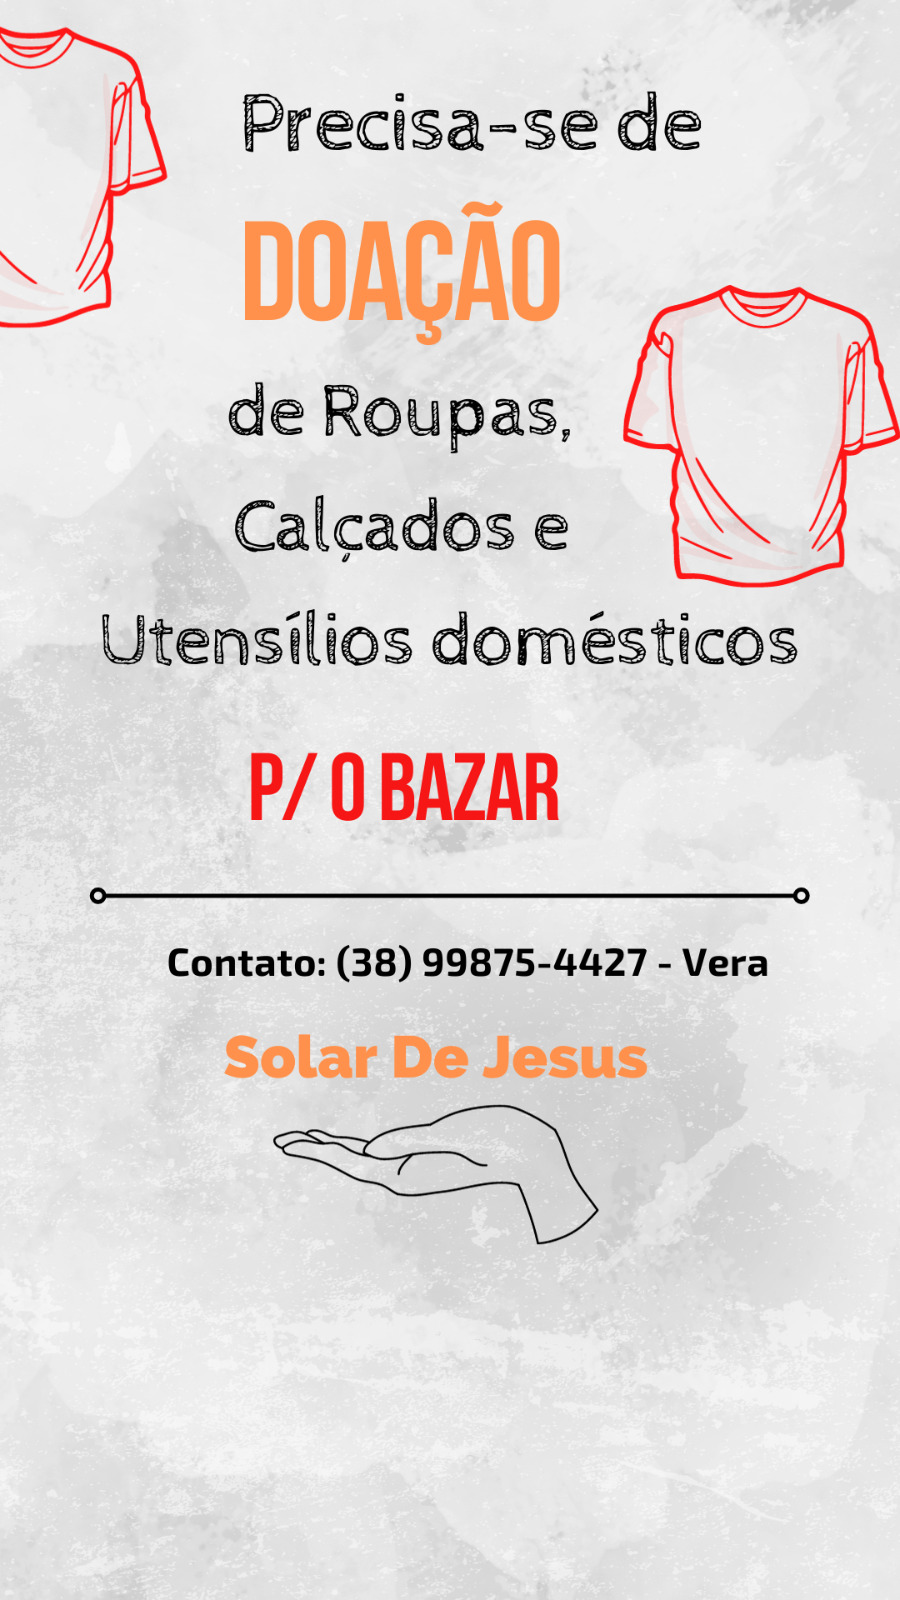 Precisa-se de
DOAÇÃO
de Roupas,
Calçados e
Utensílios domésticos
P/ O BAZAR
Contato: (38) 99875-4427 - Vera
Solar De Jesus